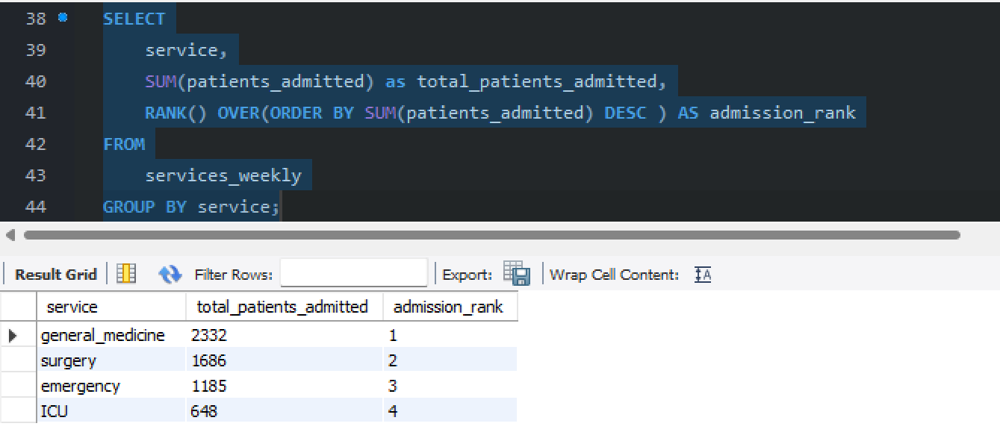 38 SELECT
39 service,
40 SUM(patients_admitted) as total_patients_admitted,
41 RANK() OVER(ORDER BY SUM(patients_admitted) DESC ) AS admission_rank
42 FROM
43 services_weekly
44 GROUP BY service;
Result Grid Filter Rows: Export: Wrap Cell Content: IA
service total_patients_admitted admission_rank
general_medicine 2332 1
surgery 1686 2
emergency 1185 3
ICU 648 4